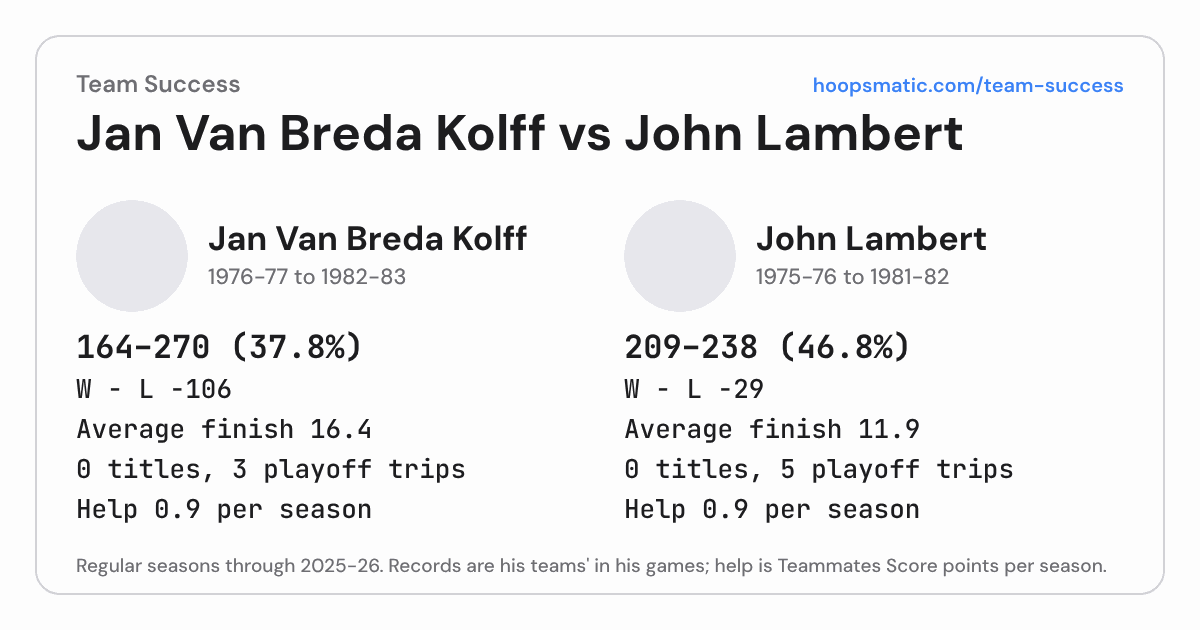 Team Success
hoopsmatic.com/team-success
Jan Van Breda Kolff vs John Lambert
Jan Van Breda Kolff
1976-77 to 1982-83
164-270 (37.8%)
W - L -106
Average finish 16.4
0 titles, 3 playoff trips
Help 0.9 per season
John Lambert
1975-76 to 1981-82
209-238 (46.8%)
W - L -29
Average finish 11.9
0 titles, 5 playoff trips
Help 0.9 per season
Regular seasons through 2025-26. Records are his teams' in his games; help is Teammates Score points per season.